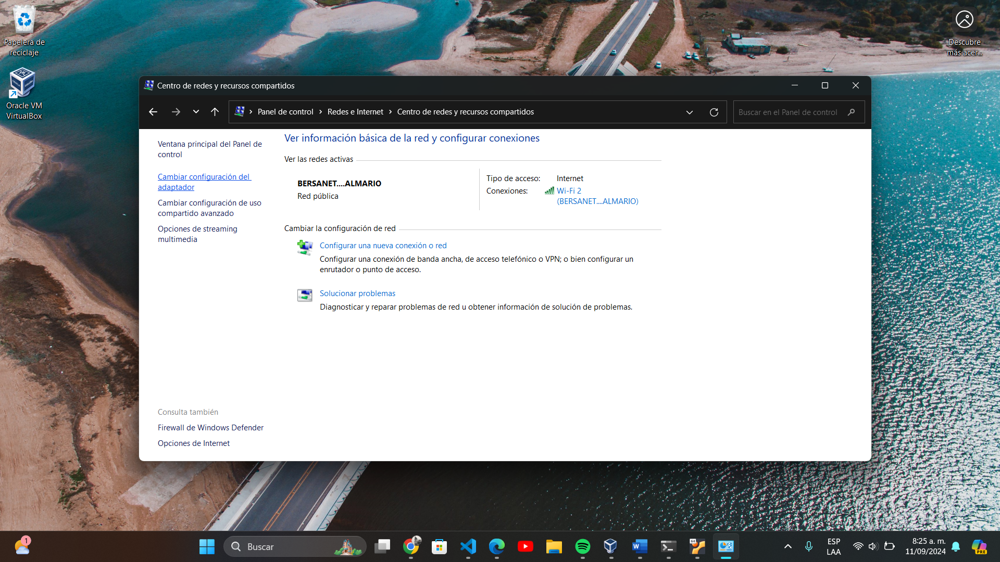 Papelera de
reciclaje
Oracle VM
VirtualBox
Descubre
más acer...
Centro de redes y recursos compartidos
Panel de control
Redes e Internet
Centro de redes y recursos compartidos
Buscar en el Panel de control
Ventana principal del Panel de
control
Cambiar configuración del
adaptador
Cambiar configuración de uso
compartido avanzado
Opciones de streaming
multimedia
Ver información básica de la red y configurar conexiones
Ver las redes activas
BERSANET....ALMARIO
Red pública
Tipo de acceso: Internet
Conexiones: Wi-Fi 2
(BERSANET....ALMARIO)
Cambiar la configuración de red
Configurar una nueva conexión o red
Configurar una conexión de banda ancha, de acceso telefónico o VPN; o bien configurar un
enrutador o punto de acceso.
Solucionar problemas
Diagnosticar y reparar problemas de red u obtener información de solución de problemas.
Consulta también
Firewall de Windows Defender
Opciones de Internet
1
Buscar
64
ESP
LAA
8:25 a. m.
11/09/2024
PRE